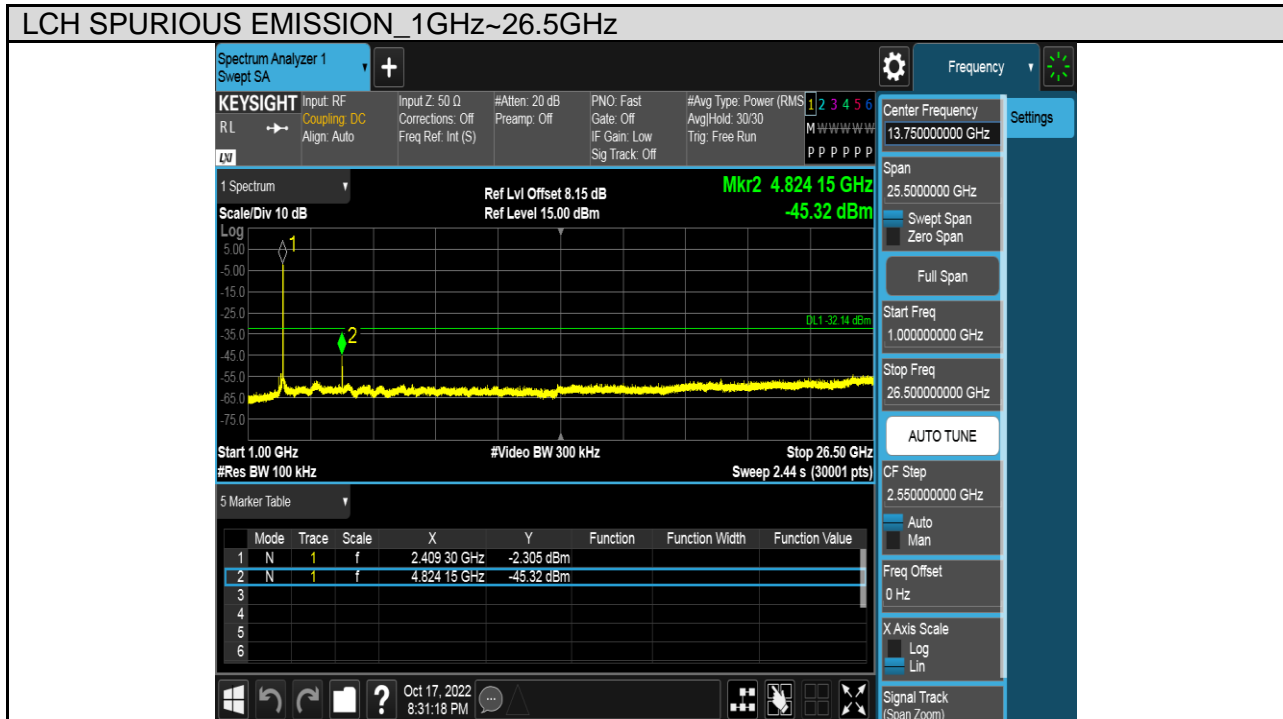 LCH SPURIOUS EMISSION_1GHz~26.5GHz
Spectrum Analyzer 1
Swept SA
+
Frequency
KEYSIGHT
RL
LXI
Input: RF
Coupling: DC
Align: Auto
Input Z: 50 Ω
Corrections: Off
Freq Ref: Int (S)
#Atten: 20 dB
Preamp: Off
PNO: Fast
Gate: Off
IF Gain: Low
Sig Track: Off
#Avg Type: Power (RMS
Avg|Hold: 30/30
Trig: Free Run
1 2 3 4 5 6
M W W W W W
P P P P P P
1 Spectrum
Scale/Div 10 dB
Ref Lvl Offset 8.15 dB
Ref Level 15.00 dBm
Mkr2 4.824 15 GHz
-45.32 dBm
Log
5.00
-5.00
-15.0
-25.0
-35.0
-45.0
-55.0
-65.0
-75.0
1
2
DL1 -32.14 dBm
Start 1.00 GHz
#Res BW 100 kHz
#Video BW 300 kHz
Stop 26.50 GHz
Sweep 2.44 s (30001 pts)
5 Marker Table
Mode Trace Scale X Y Function Function Width Function Value
1 N 1 f 2.409 30 GHz -2.305 dBm
2 N 1 f 4.824 15 GHz -45.32 dBm
3
4
5
6
?
Oct 17, 2022
8:31:18 PM
Center Frequency
13.75000000 GHz
Settings
Span
25.5000000 GHz
Swept Span
Zero Span
Full Span
Start Freq
1.000000000 GHz
Stop Freq
26.500000000 GHz
AUTO TUNE
CF Step
2.550000000 GHz
Auto
Man
Freq Offset
0 Hz
X Axis Scale
Log
Lin
Signal Track
(Span Zoom)